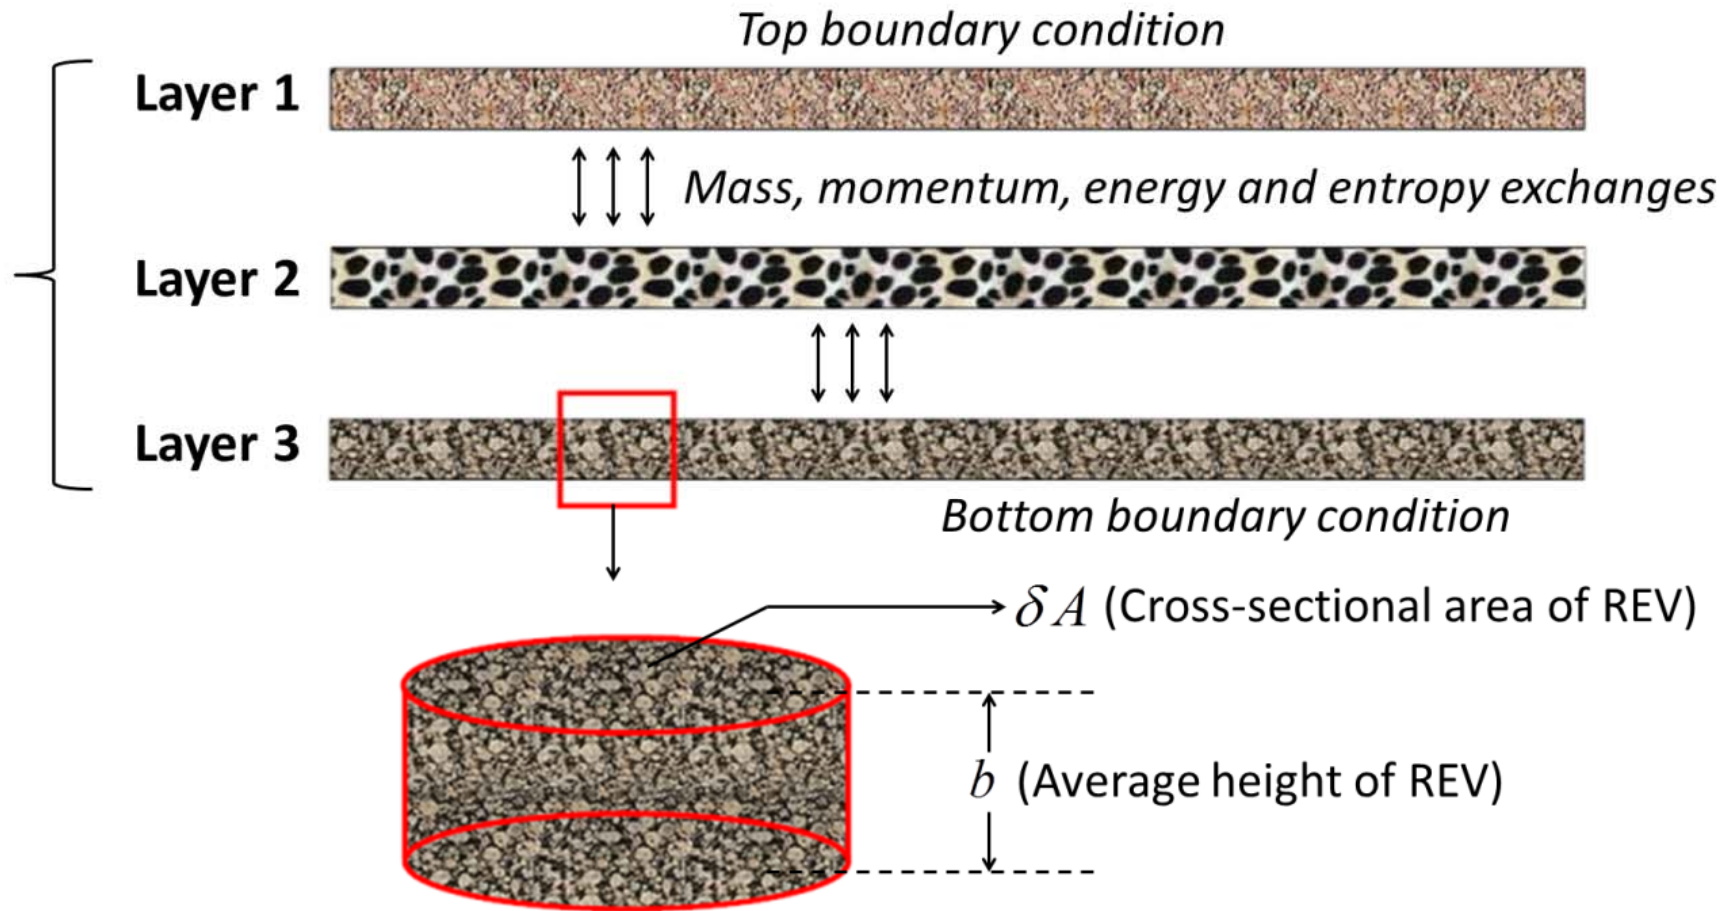 Top boundary condition
Layer 1
Mass, momentum, energy and entropy exchanges
Layer 2
Layer 3
Bottom boundary condition
δA (Cross-sectional area of REV)
b (Average height of REV)